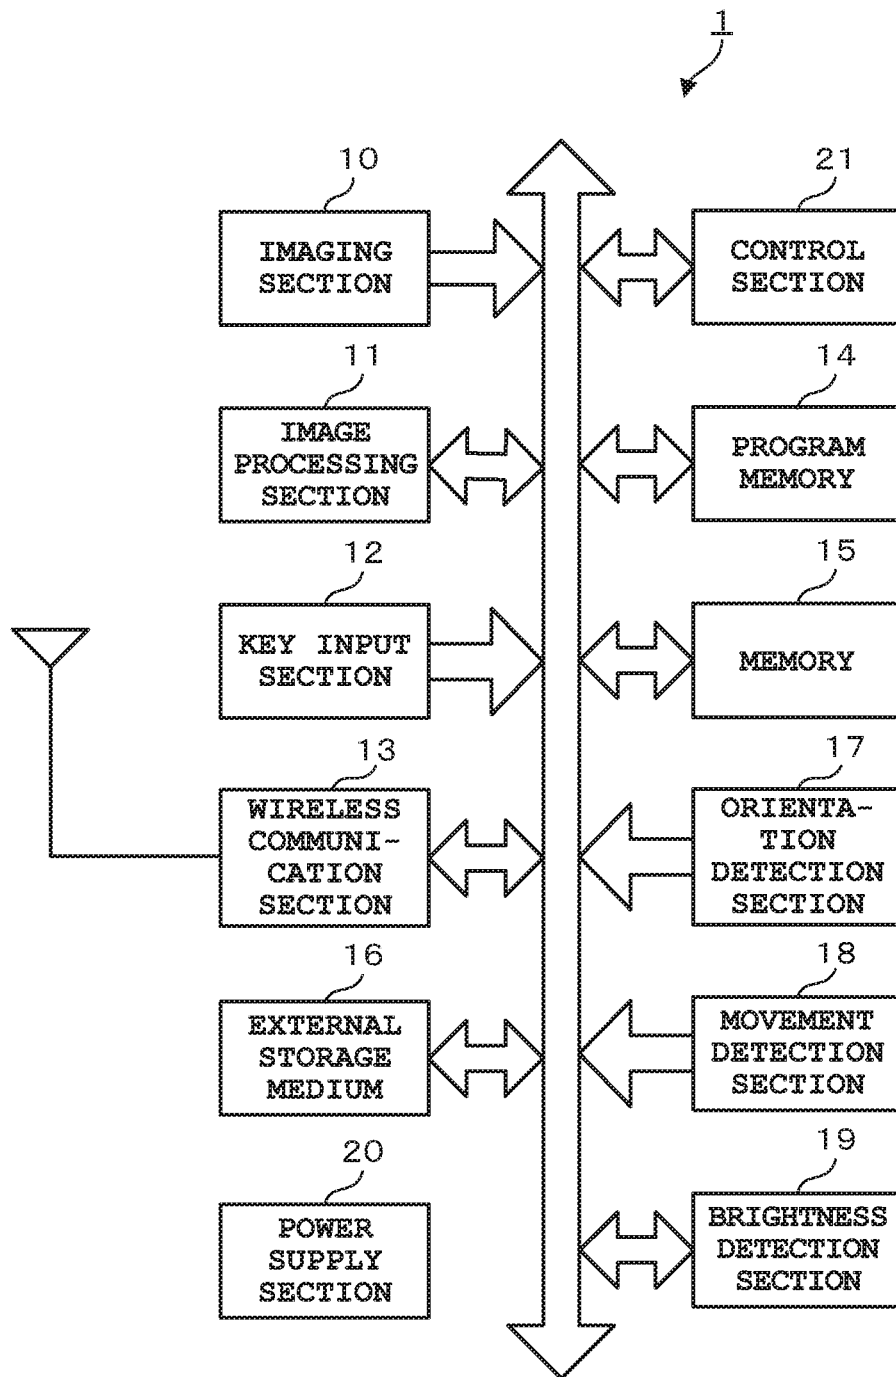 1
10
IMAGING
SECTION
21
CONTROL
SECTION
11
IMAGE
PROCESSING
SECTION
14
PROGRAM
MEMORY
12
KEY INPUT
SECTION
15
MEMORY
13
WIRELESS
COMMUNI-
CATION
SECTION
17
ORIENTA-
TION
DETECTION
SECTION
16
EXTERNAL
STORAGE
MEDIUM
18
MOVEMENT
DETECTION
SECTION
20
POWER
SUPPLY
SECTION
19
BRIGHTNESS
DETECTION
SECTION